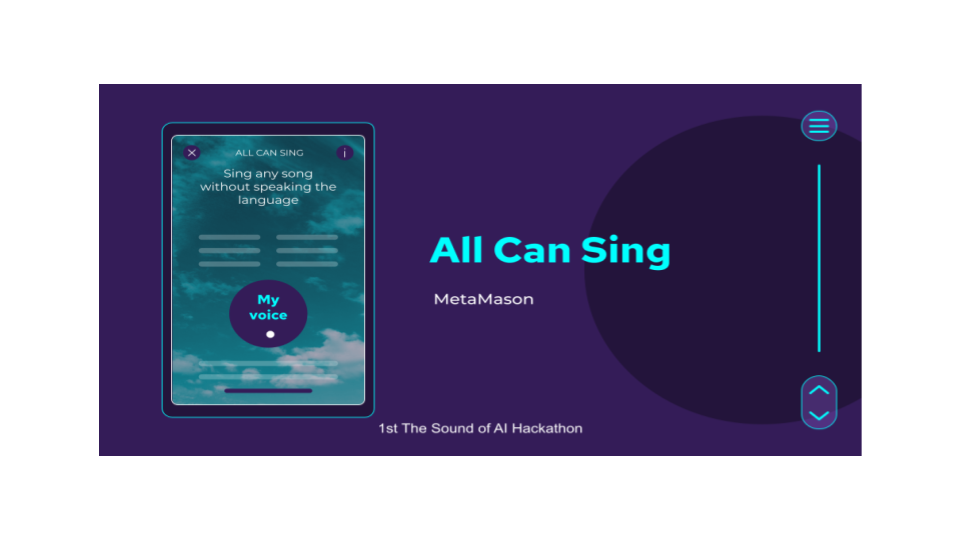 ALL CAN SING
i
Sing any song
without speaking the
language
My
voice
All Can Sing
MetaMason
1st The Sound of AI Hackathon